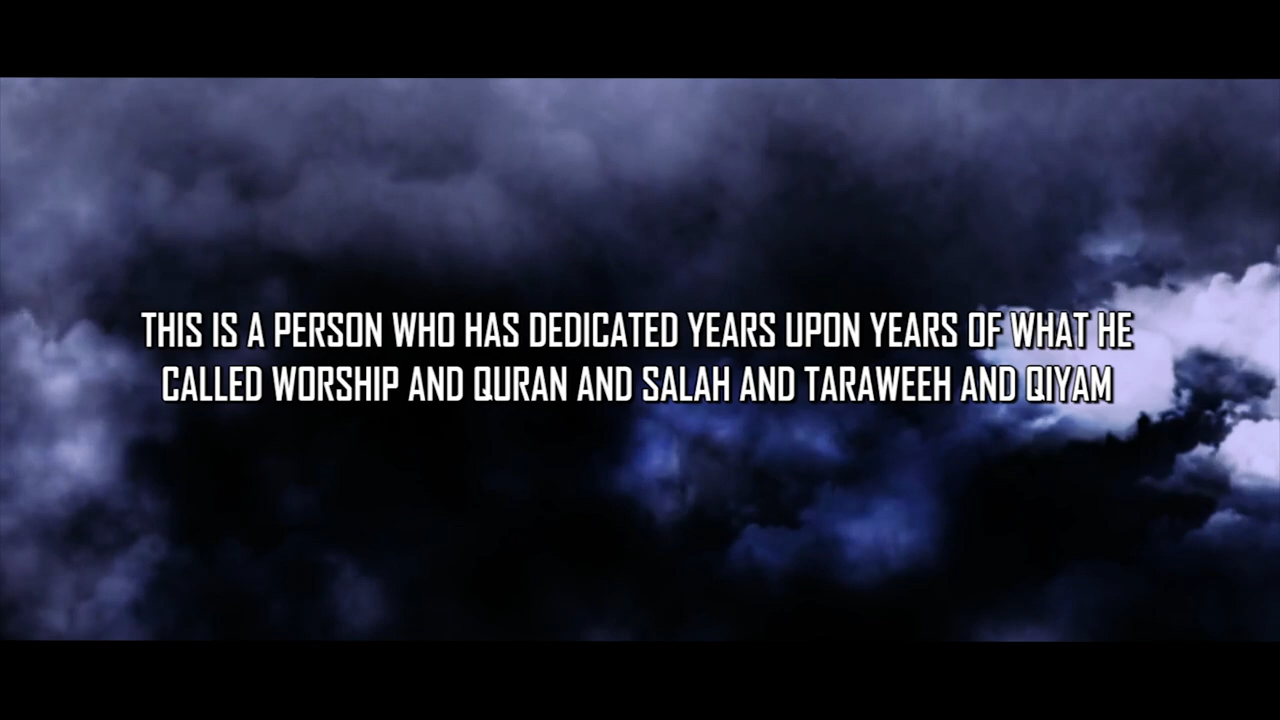 THIS IS A PERSON WHO HAS DEDICATED YEARS UPON YEARS OF WHAT HE
CALLED WORSHIP AND QURAN AND SALAH AND TARAWEEH AND QIYAM